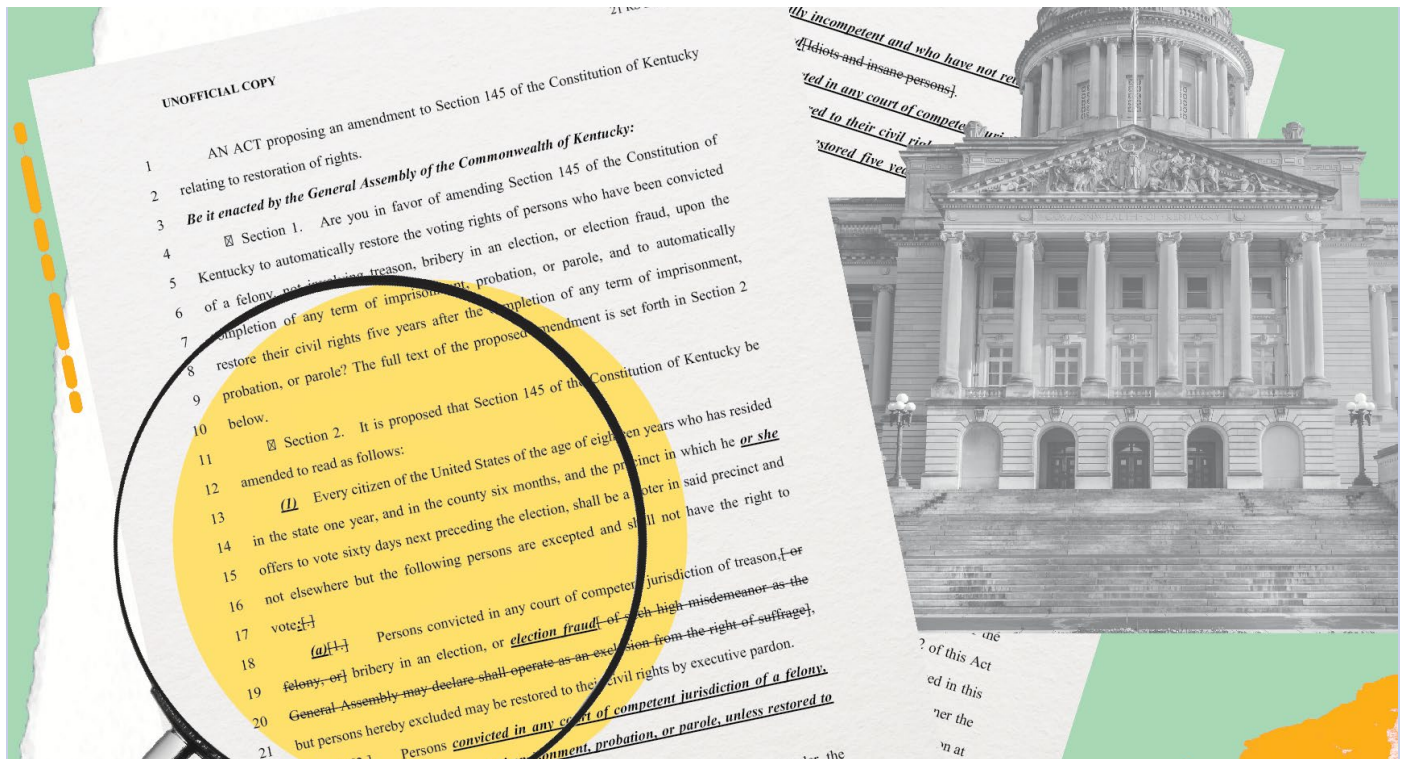 UNOFFICIAL COPY
21 RS
1 AN ACT proposing an amendment to Section 145 of the Constitution of Kentucky
2 relating to restoration of rights.
3 Be it enacted by the General Assembly of the Commonwealth of Kentucky:
4 Section 1. Are you in favor of amending Section 145 of the Constitution of
5 Kentucky to automatically restore the voting rights of persons who have been convicted
6 of a felony, not involving treason, bribery in an election, or election fraud, upon the
7 completion of any term of imprisonment, probation, or parole, and to automatically
8 restore their civil rights five years after the completion of any term of imprisonment,
9 probation, or parole? The full text of the proposed amendment is set forth in Section 2
10 below.
11 Section 2. It is proposed that Section 145 of the Constitution of Kentucky be
12 amended to read as follows:
13 (1) Every citizen of the United States of the age of eighteen years who has resided
14 in the state one year, and in the county six months, and the precinct in which he or she
15 offers to vote sixty days next preceding the election, shall be a voter in said precinct and
16 not elsewhere but the following persons are excepted and shall not have the right to
17 vote:[.]
18 (a)[1.] Persons convicted in any court of competent jurisdiction of treason,[ or
19 felony, or] bribery in an election, or election fraud[ of such high misdemeanor as the
20 General Assembly may declare shall operate as an exclusion from the right of suffrage],
21 but persons hereby excluded may be restored to their civil rights by executive pardon.
Persons convicted in any court of competent jurisdiction of a felony,
probation, or parole, unless restored to
the
incompetent and who have not
[Idiots and insane persons].
in any court of
to their civil
five
the
of this Act
in this
the
at